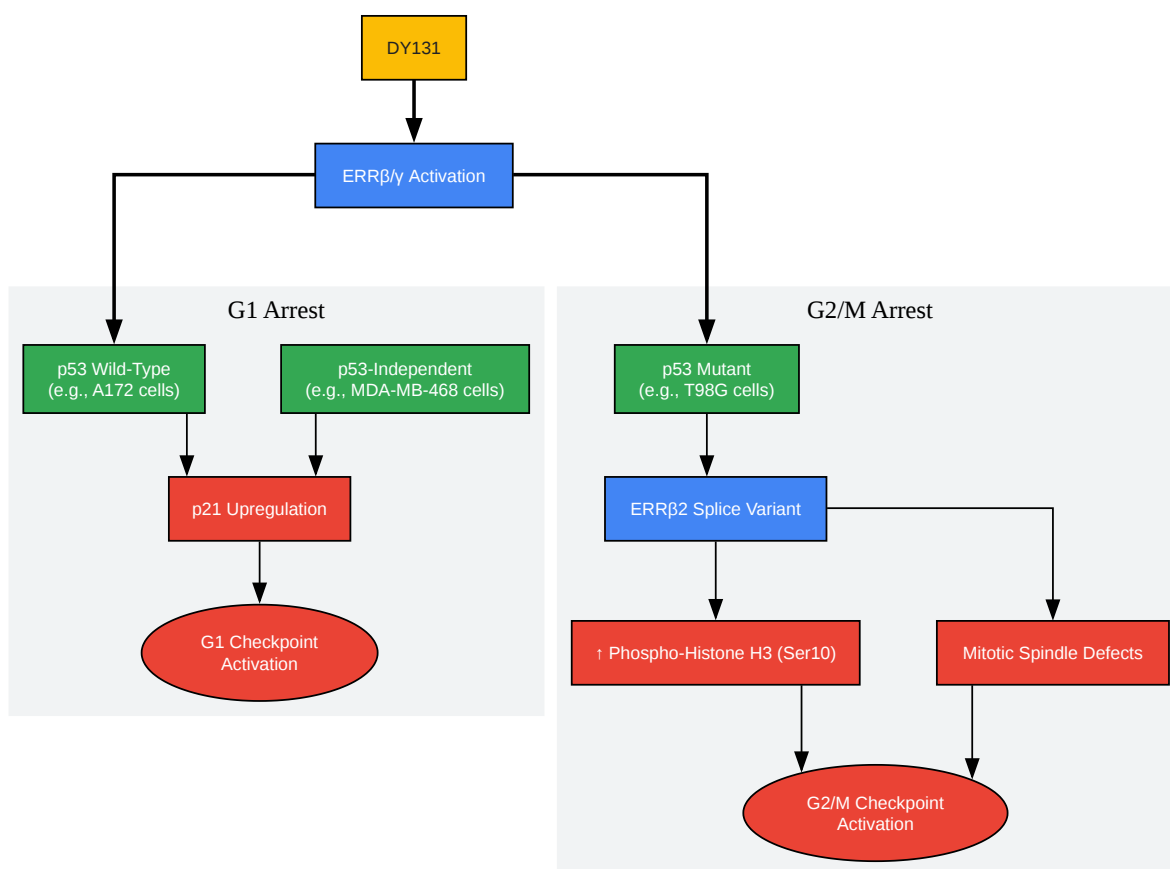 DY131
ERRβ/γ Activation
G1 Arrest
p53 Wild-Type
(e.g., A172 cells)
p53-Independent
(e.g., MDA-MB-468 cells)
p21 Upregulation
G1 Checkpoint
Activation
G2/M Arrest
p53 Mutant
(e.g., T98G cells)
ERRβ2 Splice Variant
↑ Phospho-Histone H3 (Ser10)
Mitotic Spindle Defects
G2/M Checkpoint
Activation